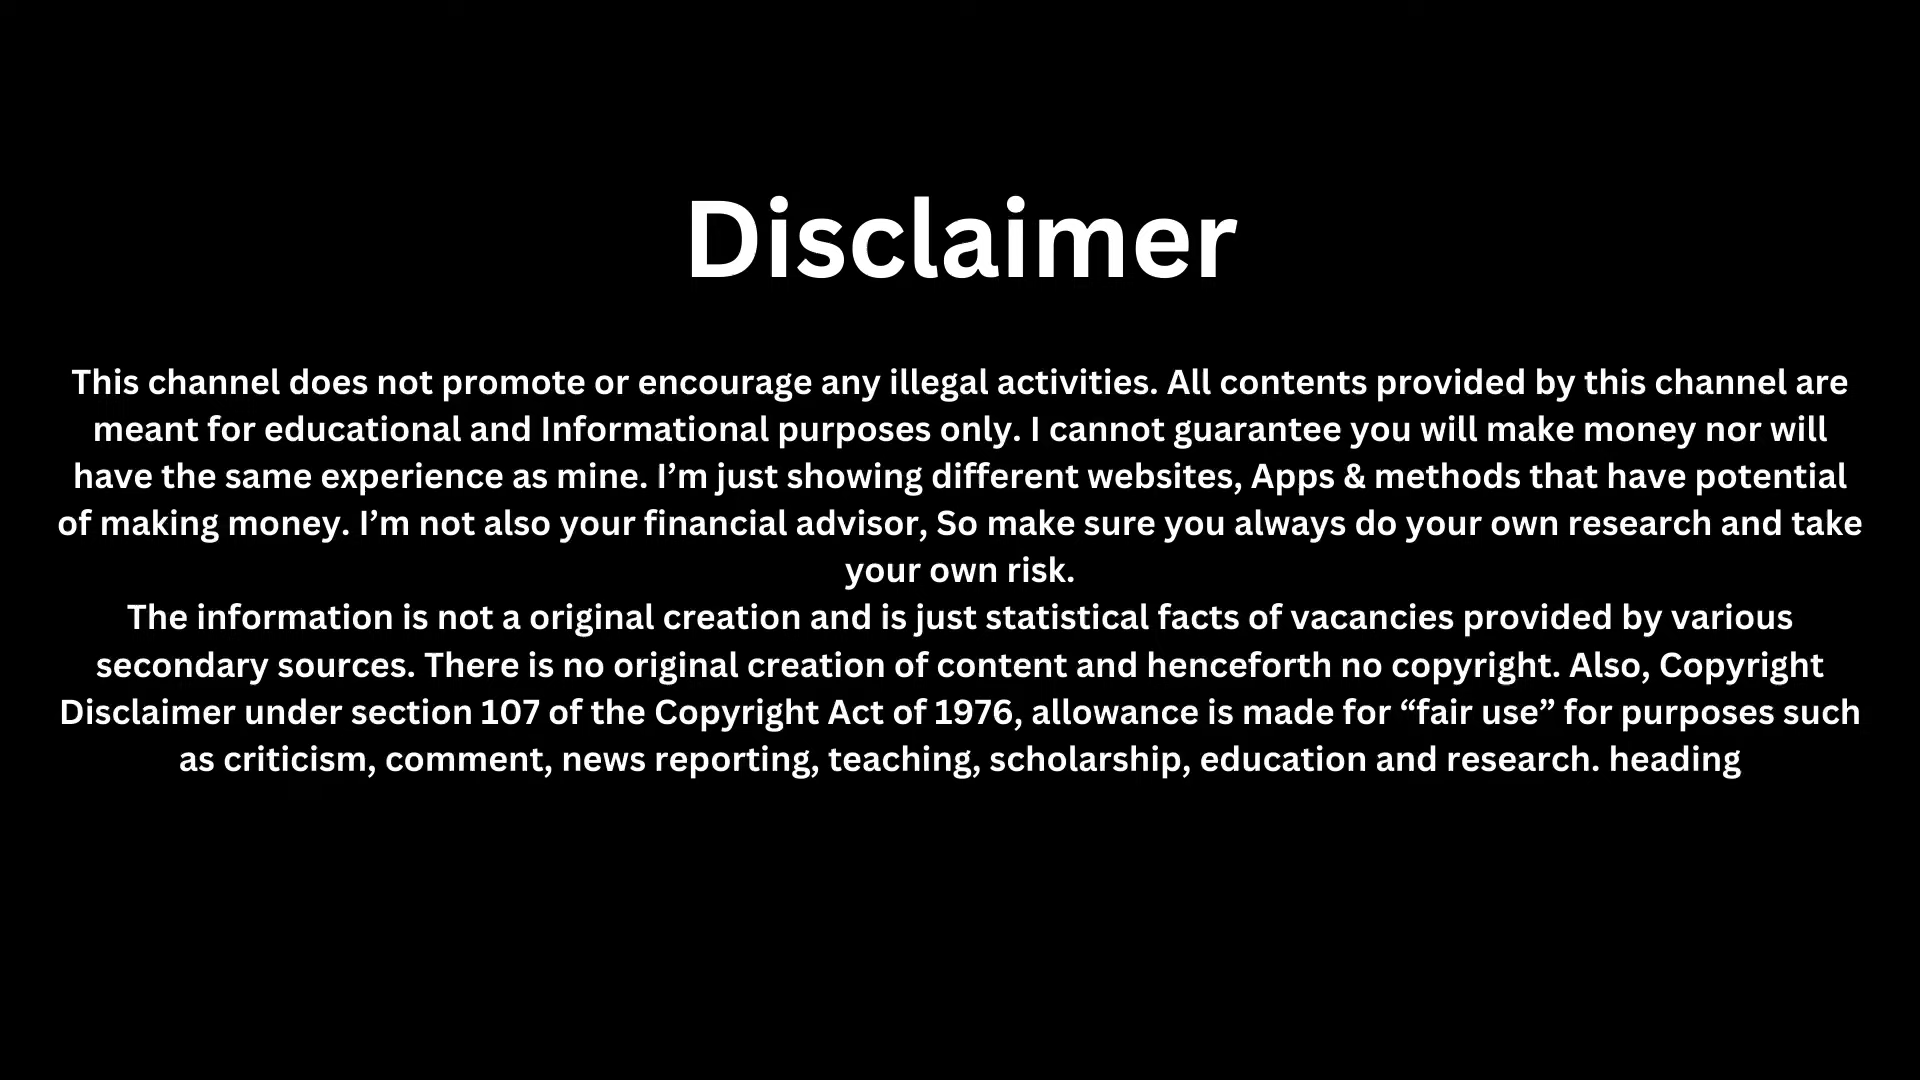 Disclaimer
This channel does not promote or encourage any illegal activities. All contents provided by this channel are
meant for educational and Informational purposes only. I cannot guarantee you will make money nor will
have the same experience as mine. I’m just showing different websites, Apps & methods that have potential
of making money. I’m not also your financial advisor, So make sure you always do your own research and take
your own risk.
The information is not a original creation and is just statistical facts of vacancies provided by various
secondary sources. There is no original creation of content and henceforth no copyright. Also, Copyright
Disclaimer under section 107 of the Copyright Act of 1976, allowance is made for “fair use” for purposes such
as criticism, comment, news reporting, teaching, scholarship, education and research. heading